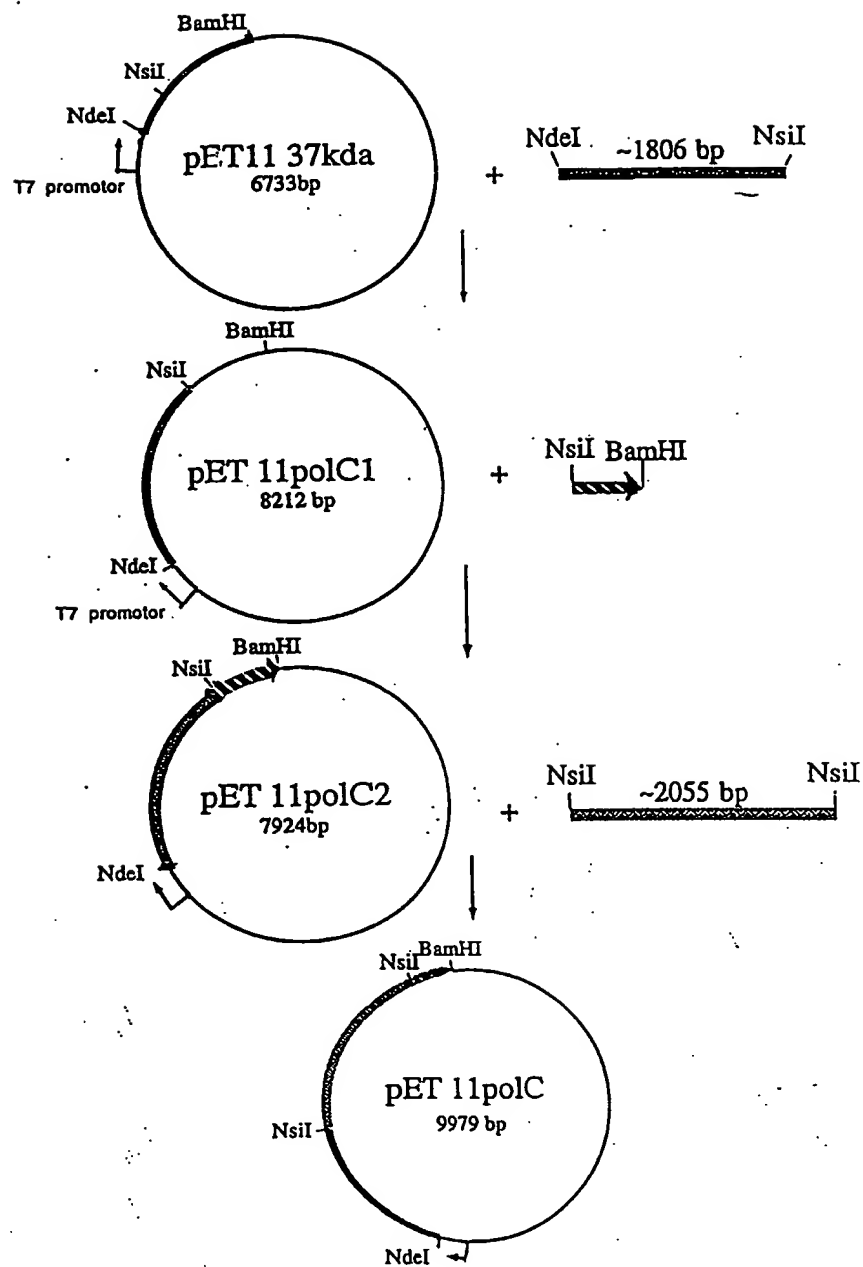 BamHI
NsiI
NdeI
T7 promotor
pET11 37kda
6733bp
+
NdeI
~1806 bp
NsiI
BamHI
NsiI
pET 11polC1
8212 bp
NdeI
T7 promotor
+
NsiI
BamHI
BamHI
NsiI
pET 11polC2
7924bp
NdeI
+
NsiI
~2055 bp
NsiI
BamHI
NsiI
pET 11polC
9979 bp
NsiI
NdeI